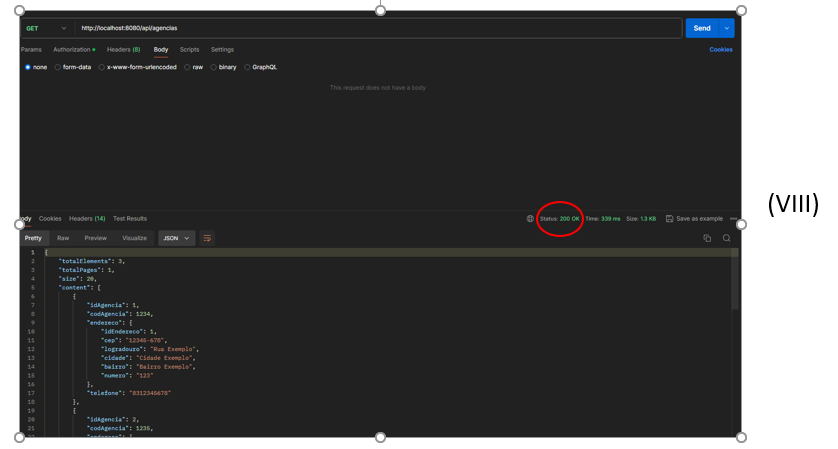 GET http://localhost:8080/api/agencias Send
Params Authorization Headers (8) Body Scripts Settings Cookies
none form-data x-www-form-urlencoded raw binary GraphQL
This request does not have a body
(VIII)
ody Cookies Headers (14) Test Results Status: 200 OK Time: 339 ms Size: 1.3 KB Save as example
Pretty Raw Preview Visualize JSON
1 {
2 "totalElements": 3,
3 "totalPages": 1,
4 "size": 20,
5 "content": [
6 {
7 "idAgencia": 1,
8 "codAgencia": 1234,
9 "endereco": {
10 "idEndereco": 1,
11 "cep": "12345-678",
12 "logradouro": "Rua Exemplo",
13 "cidade": "Cidade Exemplo",
14 "bairro": "Bairro Exemplo",
15 "numero": "123"
16 },
17 "telefone": "8312345678"
18 },
19 {
20 "idAgencia": 2,
21 "codAgencia": 1235,